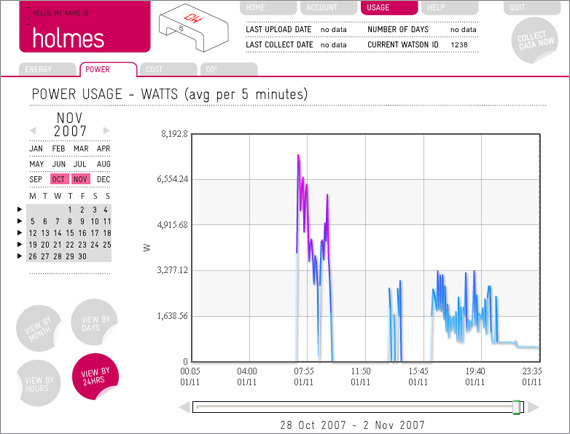 HELLO, MY NAME IS
holmes
HOME ACCOUNT USAGE HELP QUIT
LAST UPLOAD DATE no data NUMBER OF DAYS no data
LAST COLLECT DATE no data CURRENT WATSON ID 1238
COLLECT
DATA NOW
ENERGY POWER COST CO²
POWER USAGE - WATTS (avg per 5 minutes)
NOV
2007
JAN FEB MAR APR
MAY JUN JUL AUG
SEP OCT NOV DEC
M T W T F S S
1 2 3 4
5 6 7 8 9 10 11
12 13 14 15 16 17 18
19 20 21 22 23 24 25
26 27 28 29 30
VIEW BY
MONTH
VIEW BY
DAYS
VIEW BY
HOURS
VIEW BY
24HRS
8,192.8
6,554.24
4,915.68
3,277.12
1,638.56
0
W
00:05 04:00 07:55 11:50 15:45 19:40 23:35
01/11 01/11 01/11 01/11 01/11 01/11 01/11
28 Oct 2007 - 2 Nov 2007